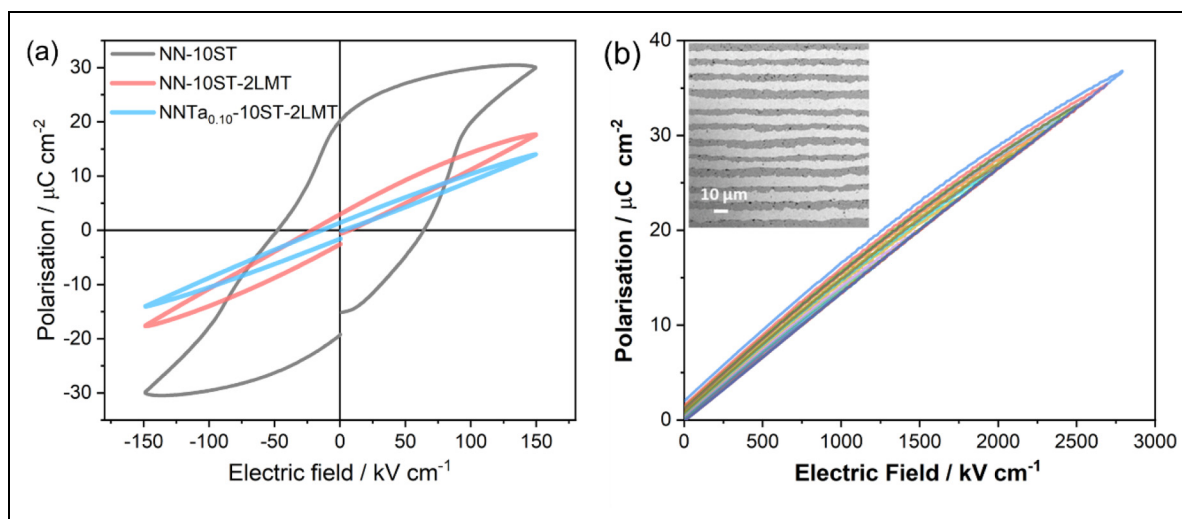 (a)
NN-10ST
NN-10ST-2LMT
NNTa0.10-10ST-2LMT
30
20
10
0
-10
-20
-30
Polarisation / μC cm-2
-150 -100 -50 0 50 100 150
Electric field / kV cm-1
(b)
10 μm
40
30
20
10
0
Polarisation / μC cm-2
0 500 1000 1500 2000 2500 3000
Electric Field / kV cm-1